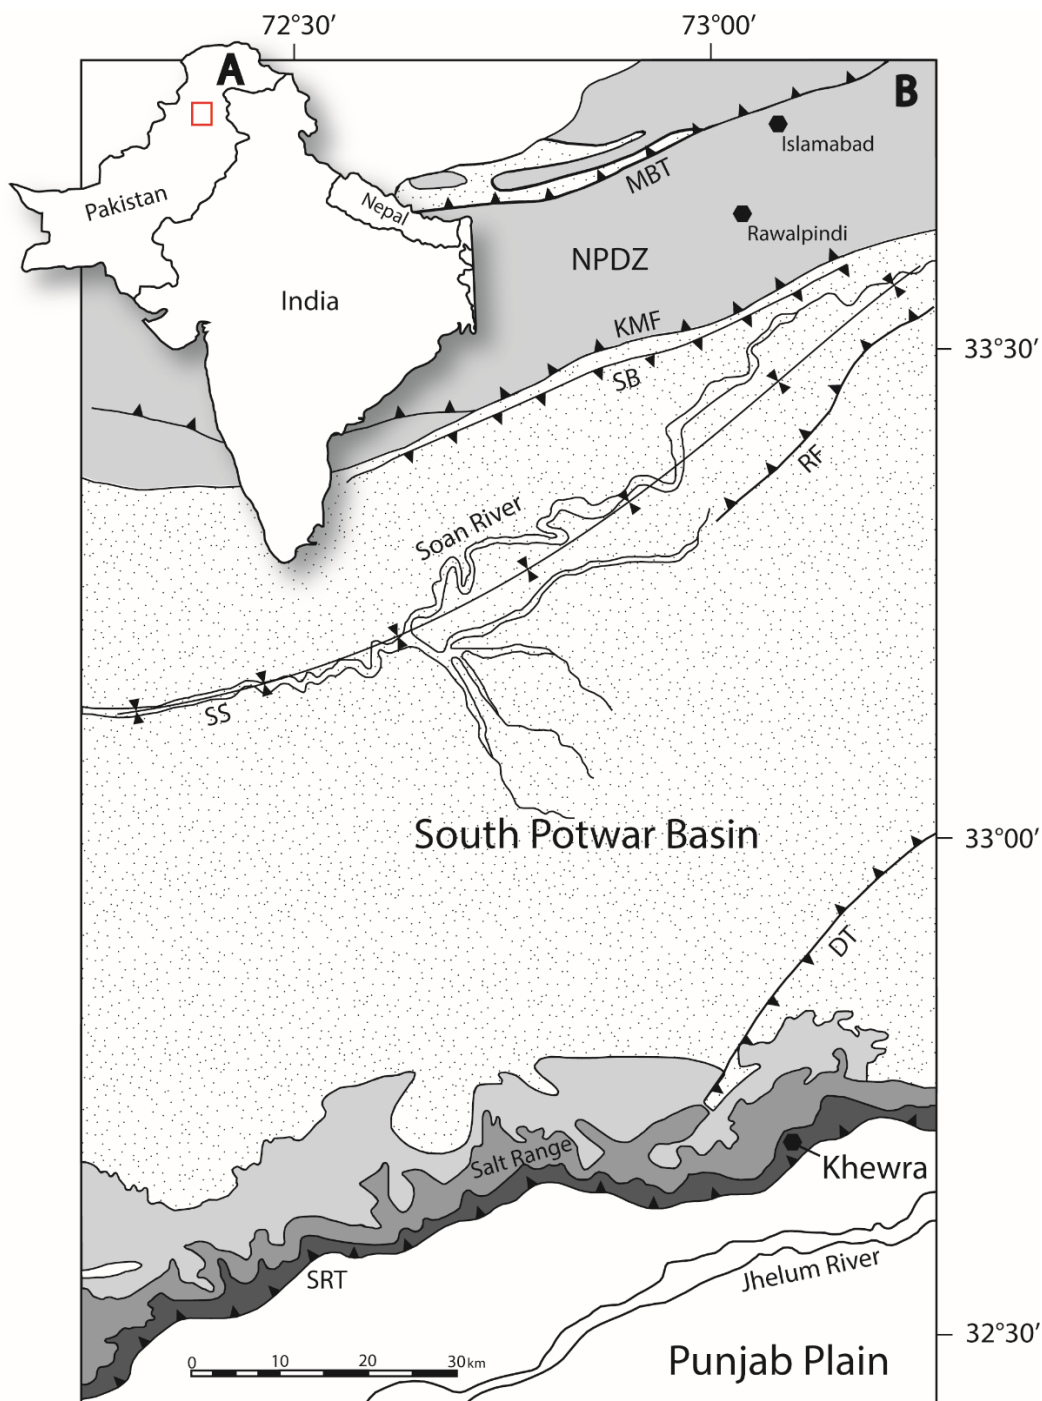 72°30′
73°00′
A
B
Islamabad
MBT
Pakistan
Nepal
Rawalpindi
NPDZ
India
KMF
33°30′
SB
RF
Soan River
SS
South Potwar Basin
33°00′
DT
Salt Range
Khewra
SRT
Jhelum River
32°30′
0 10 20 30 km
Punjab Plain